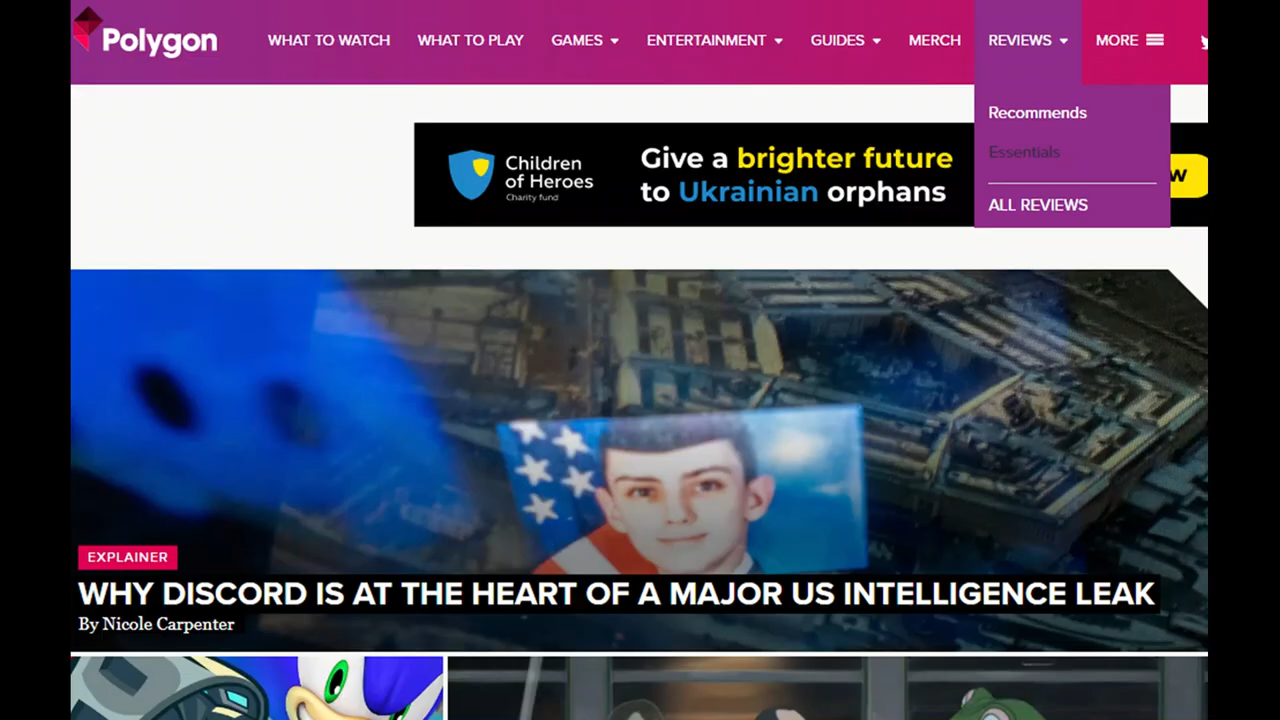 Polygon
WHAT TO WATCH
WHAT TO PLAY
GAMES
ENTERTAINMENT
GUIDES
MERCH
REVIEWS
MORE
Recommends
Essentials
ALL REVIEWS
Children
of Heroes
Charity fund
Give a brighter future
to Ukrainian orphans
W
EXPLAINER
WHY DISCORD IS AT THE HEART OF A MAJOR US INTELLIGENCE LEAK
By Nicole Carpenter